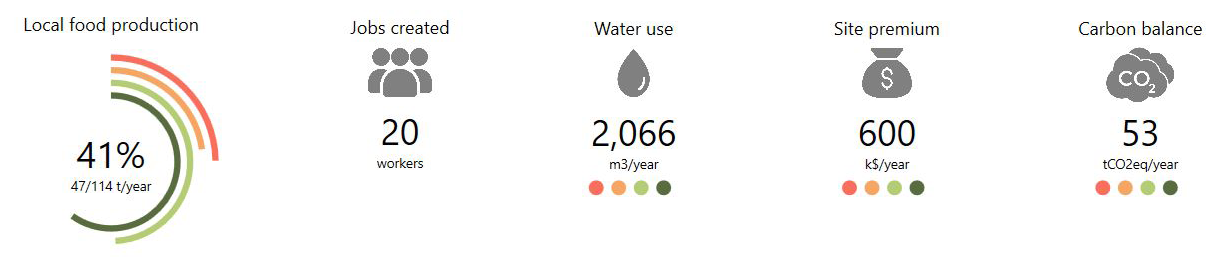 Local food production
41%
47/114 t/year
Jobs created
20
workers
Water use
2,066
m3/year
Site premium
$
600
k$/year
Carbon balance
CO2
53
tCO2eq/year